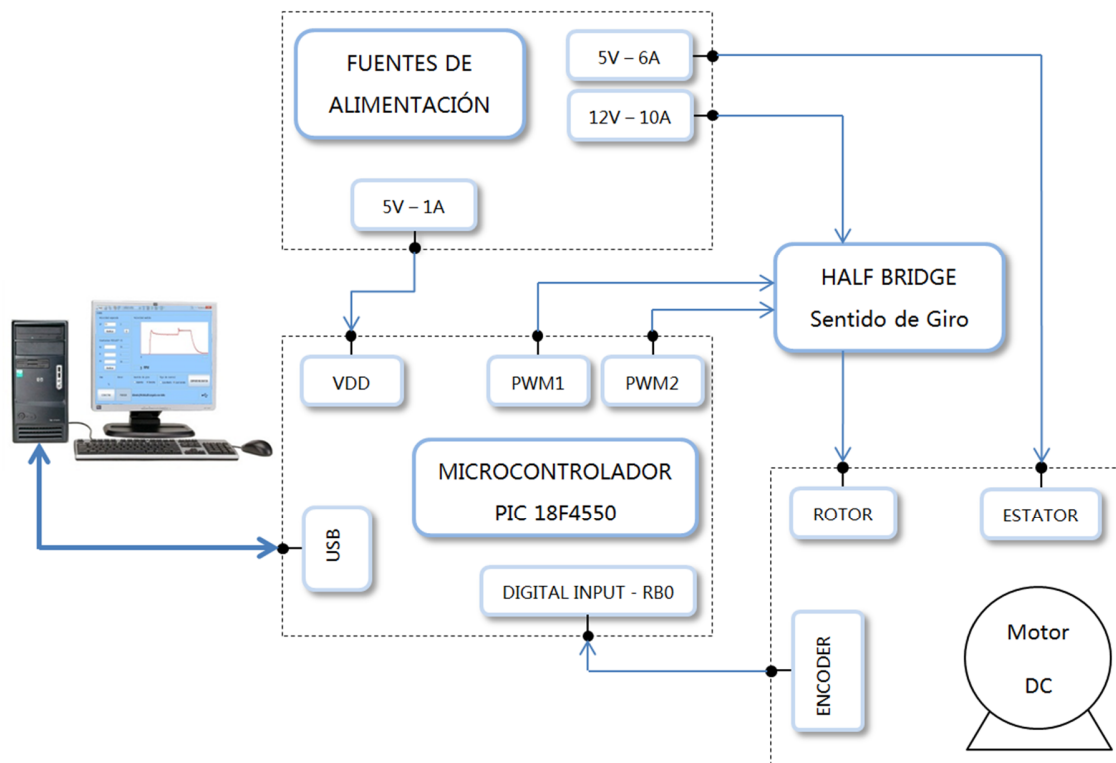 FUENTES DE
ALIMENTACIÓN
5V – 6A
12V – 10A
5V – 1A
HALF BRIDGE
Sentido de Giro
VDD
PWM1
PWM2
MICROCONTROLADOR
PIC 18F4550
USB
DIGITAL INPUT - RB0
ROTOR
ESTATOR
ENCODER
Motor
DC